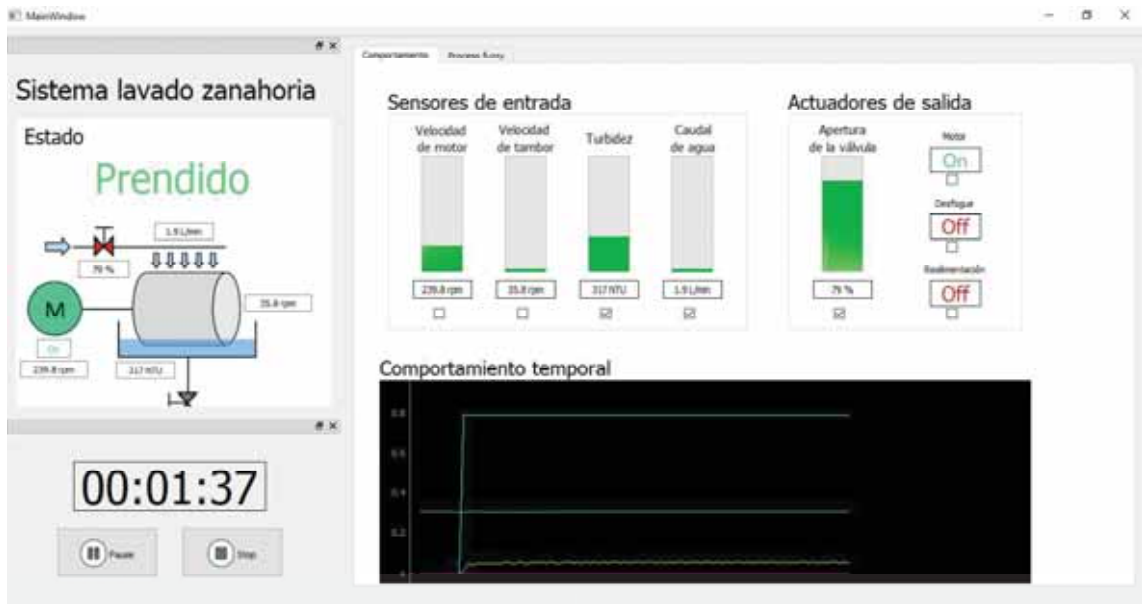 MainWindow
Sistema lavado zanahoria
Estado
Prendido
1.9 L/min
79 %
M
35.8 rpm
On
239.8 rpm
317 NTU
00:01:37
Pause
Stop
Comportamiento
Proceso fuzzy
Sensores de entrada
Velocidad
de motor
Velocidad
de tambor
Turbidez
Caudal
de agua
239.8 rpm
35.8 rpm
317 NTU
1.9 L/min
Actuadores de salida
Apertura
de la válvula
79 %
Motor
On
Desfogue
Off
Realimentación
Off
Comportamiento temporal
0.8
0.6
0.4
0.2